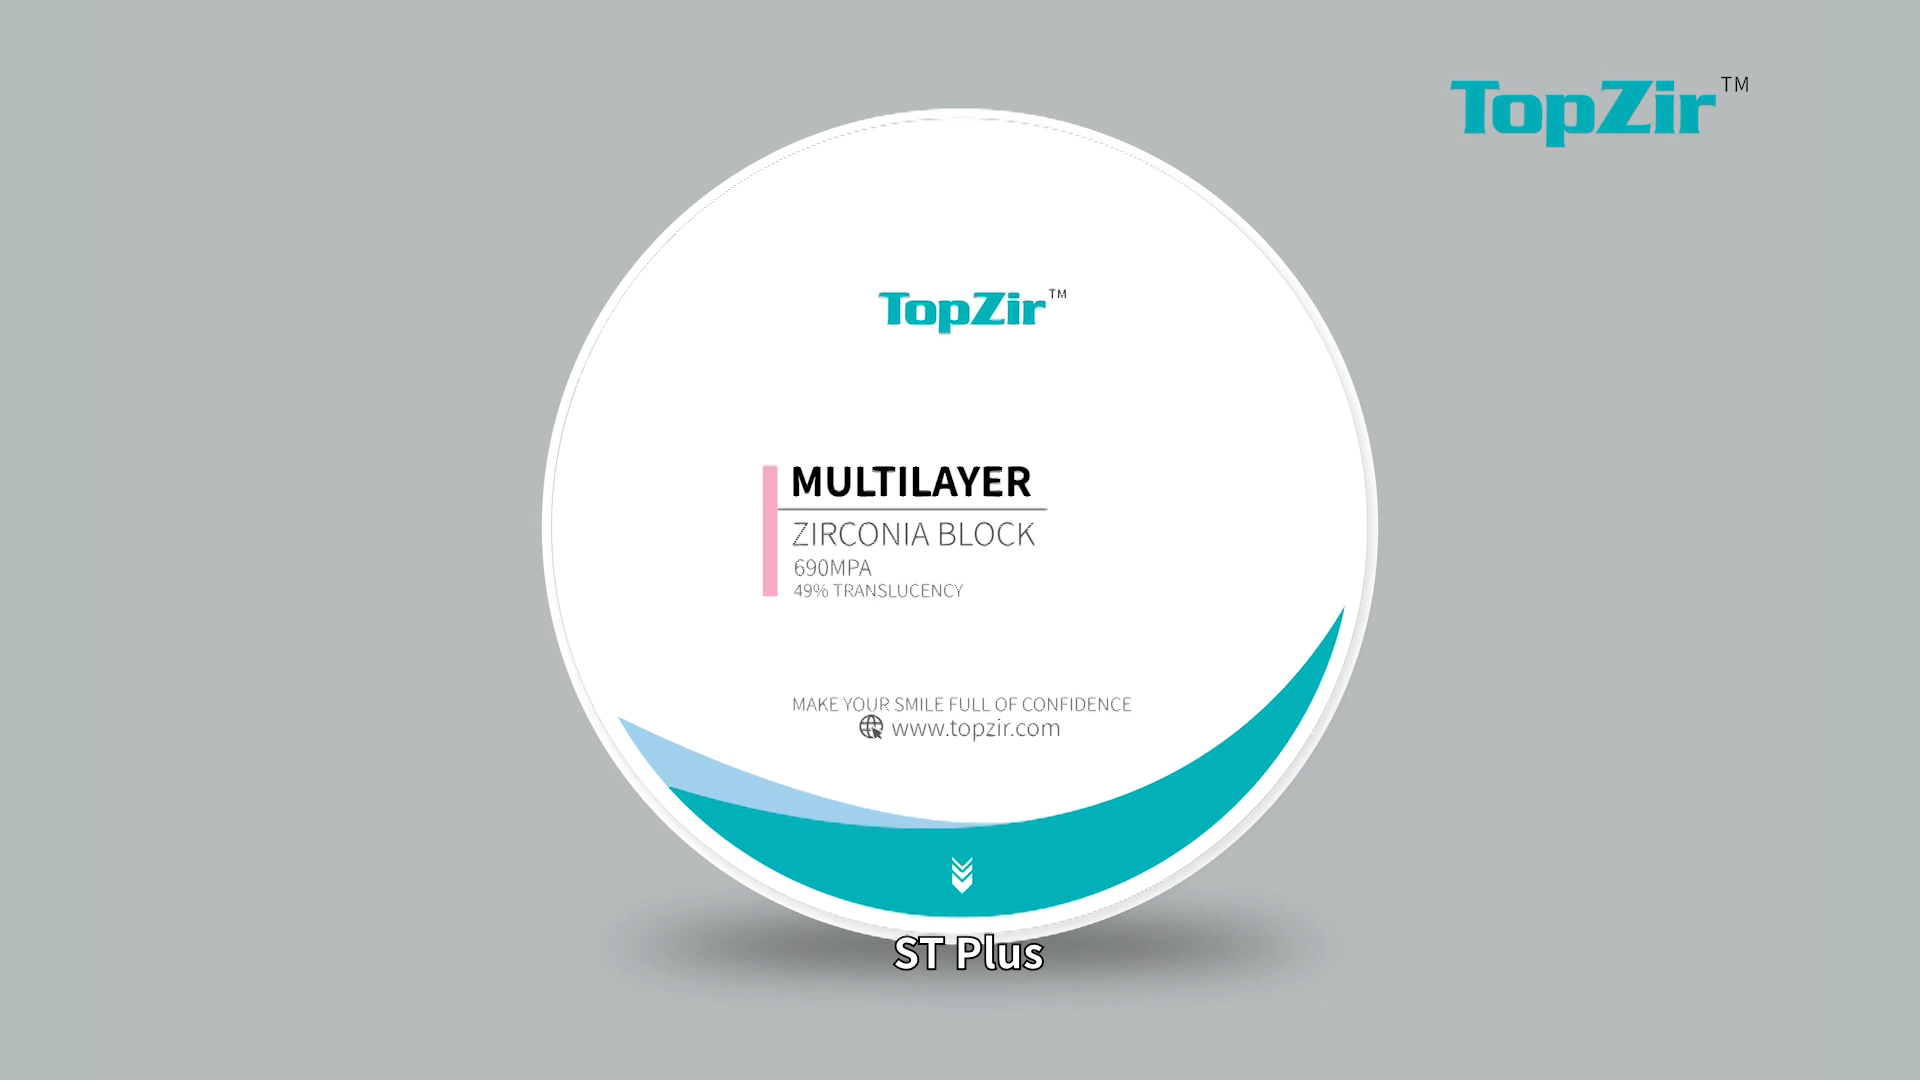 TopZir™
TopZir™
MULTILAYER
ZIRCONIA BLOCK
690MPA
49% TRANSLUCENCY
MAKE YOUR SMILE FULL OF CONFIDENCE
www.topzir.com
ST Plus